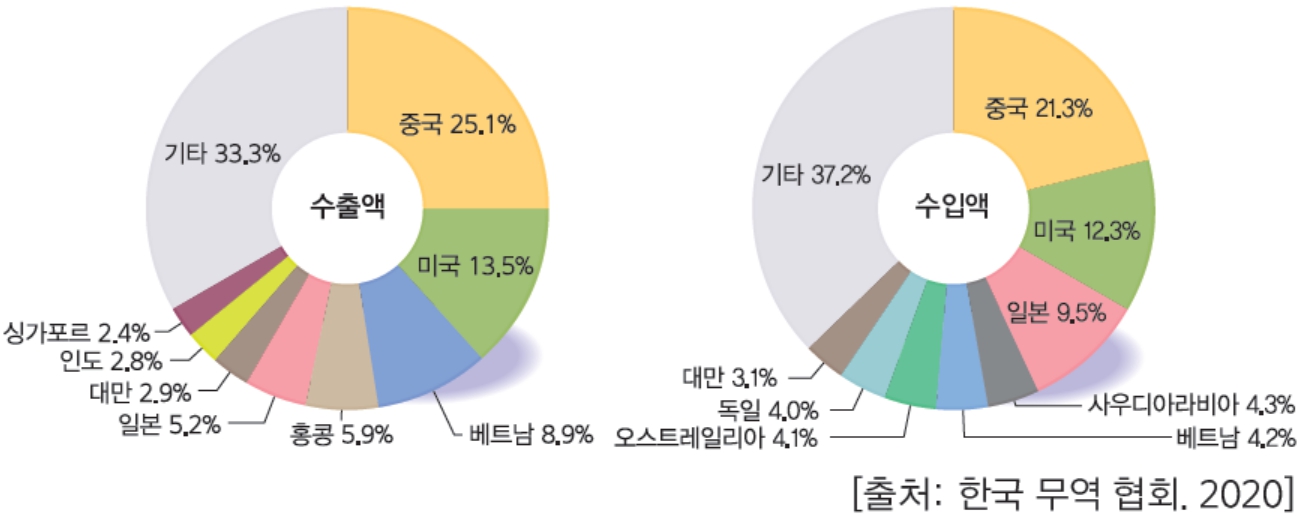 중국 25.1%
미국 13.5%
베트남 8.9%
홍콩 5.9%
일본 5.2%
대만 2.9%
인도 2.8%
싱가포르 2.4%
기타 33.3%
수출액
중국 21.3%
미국 12.3%
일본 9.5%
사우디아라비아 4.3%
베트남 4.2%
오스트레일리아 4.1%
독일 4.0%
대만 3.1%
기타 37.2%
수입액
[출처: 한국 무역 협회. 2020]